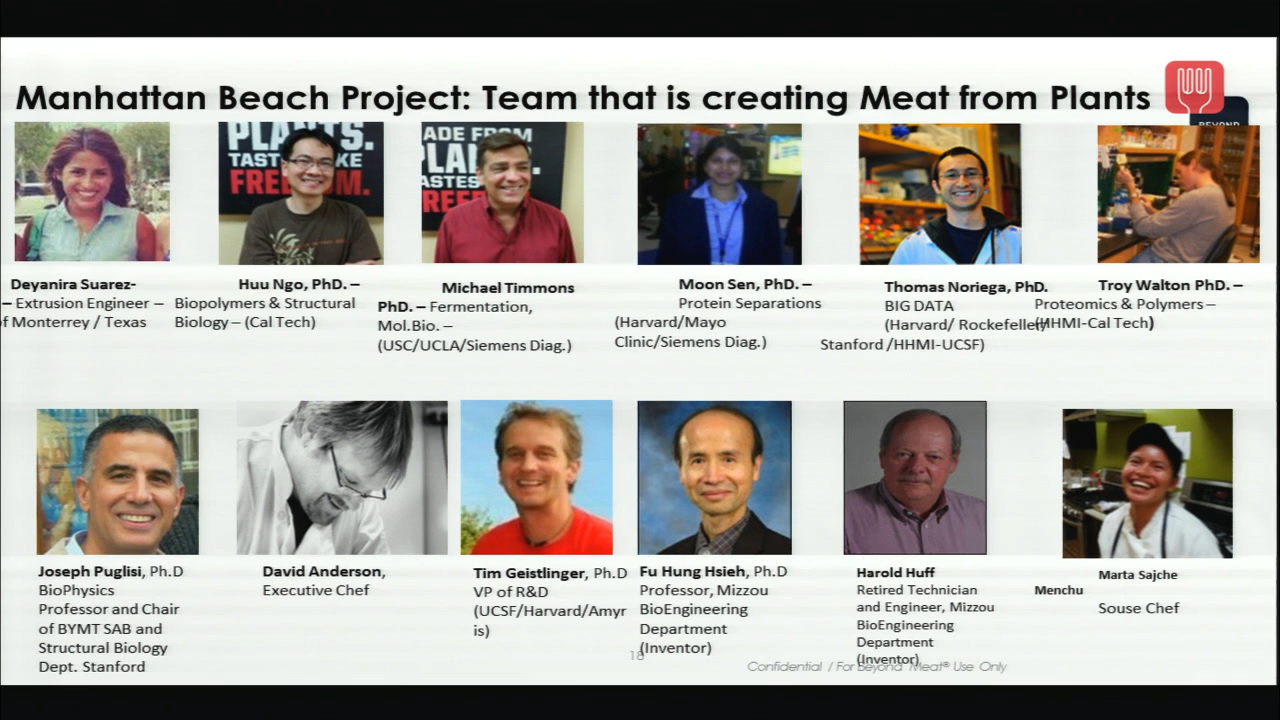 Manhattan Beach Project: Team that is creating Meat from Plants
BEYOND
PLANTS.
TAST KE
FREE M.
ADE FROM
PLA
ASTES
FREE
Deyanira Suarez-
– Extrusion Engineer –
of Monterrey / Texas
Huu Ngo, PhD. –
Biopolymers & Structural
Biology – (Cal Tech)
Michael Timmons
PhD. – Fermentation,
Mol.Bio. –
(USC/UCLA/Siemens Diag.)
Moon Sen, PhD. –
Protein Separations
(Harvard/Mayo
Clinic/Siemens Diag.)
Thomas Noriega, PhD.
BIG DATA
(Harvard/ Rockefeller/
Stanford /HHMI-UCSF)
Troy Walton PhD. –
Proteomics & Polymers –
(HHMI-Cal Tech)
Joseph Puglisi, Ph.D
BioPhysics
Professor and Chair
of BYMT SAB and
Structural Biology
Dept. Stanford
David Anderson,
Executive Chef
Tim Geistlinger, Ph.D
VP of R&D
(UCSF/Harvard/Amyr
is)
Fu Hung Hsieh, Ph.D
Professor, Mizzou
BioEngineering
Department
(Inventor)
Harold Huff
Retired Technician
and Engineer, Mizzou
BioEngineering
Department
(Inventor)
Marta Sajche
Menchu
Souse Chef
18
Confidential / For Beyond Meat® Use Only